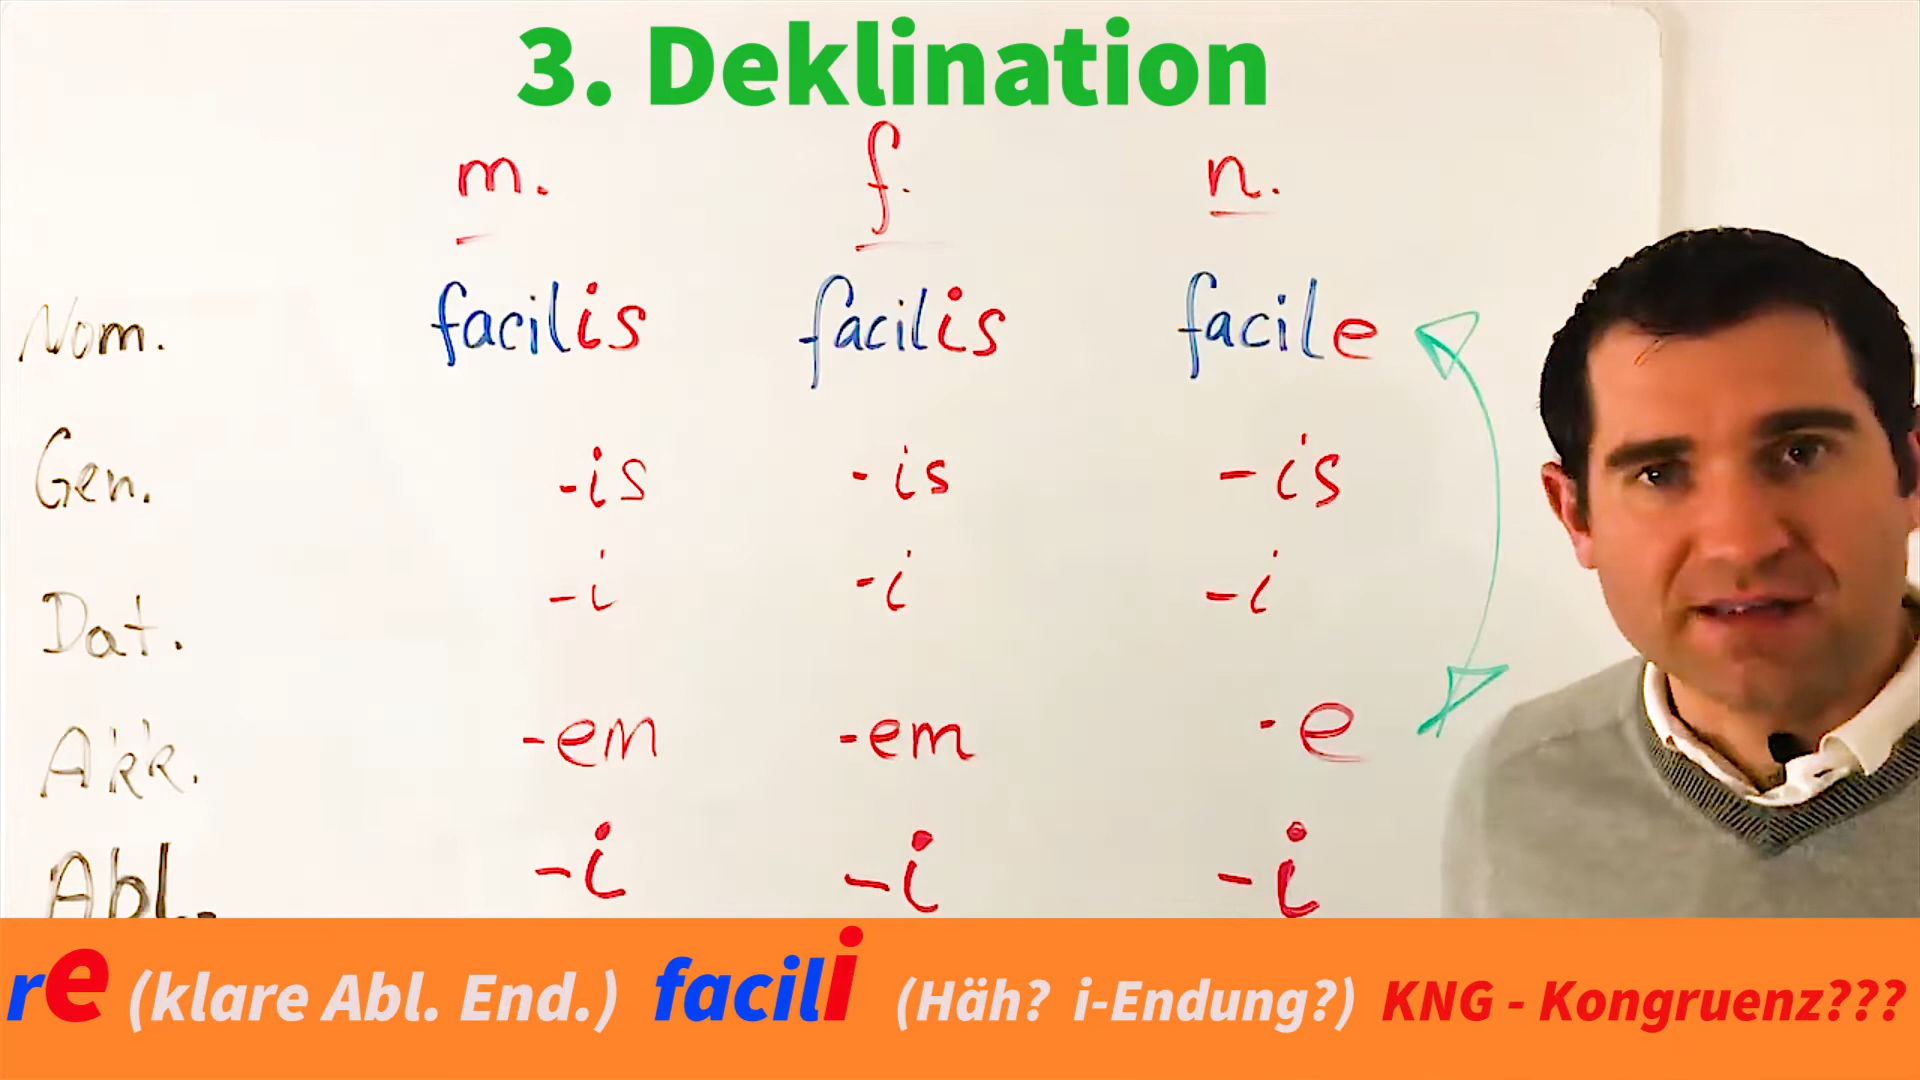 3. Deklination
m. f. n.
Nom. facilis facilis facile
Gen. -is -is -is
Dat. -i -i -i
Akk. -em -em -e
Abl. -i -i -i
re (klare Abl. End.) facili (Häh? i-Endung?) KNG - Kongruenz???